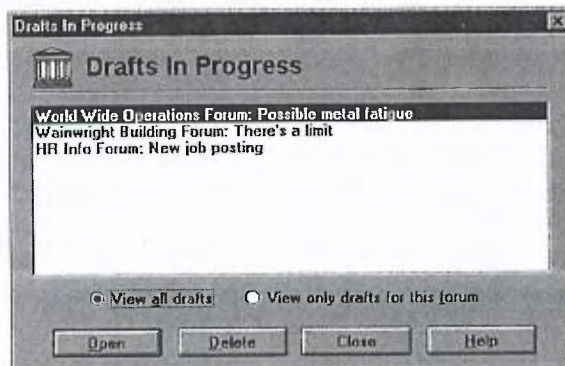 Drafts In Progress
Drafts In Progress
World Wide Operations Forum: Possible metal fatigue
Wainwright Building Forum: There's a limit
HR Info Forum: New job posting
View all drafts View only drafts for this forum
Open Delete Close Help